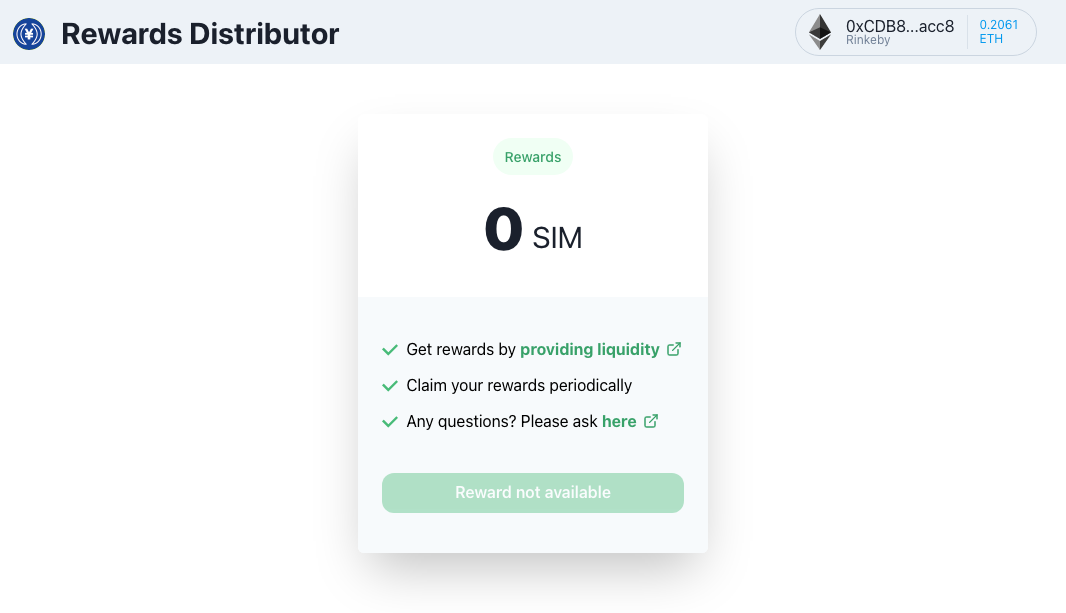 ¥
Rewards Distributor
0xCDB8...acc8
Rinkeby
0.2061
ETH
Rewards
0 SIM
Get rewards by providing liquidity
Claim your rewards periodically
Any questions? Please ask here
Reward not available